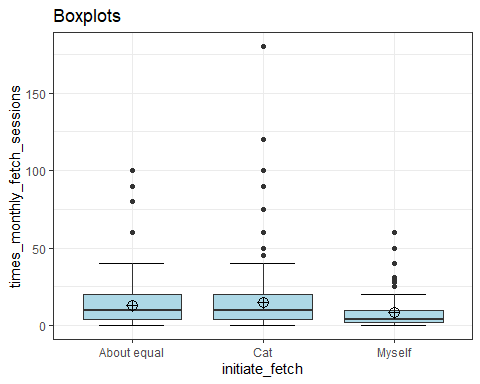 Boxplots
times_monthly_fetch_sessions
150
100
50
0
About equal
Cat
Myself
initiate_fetch